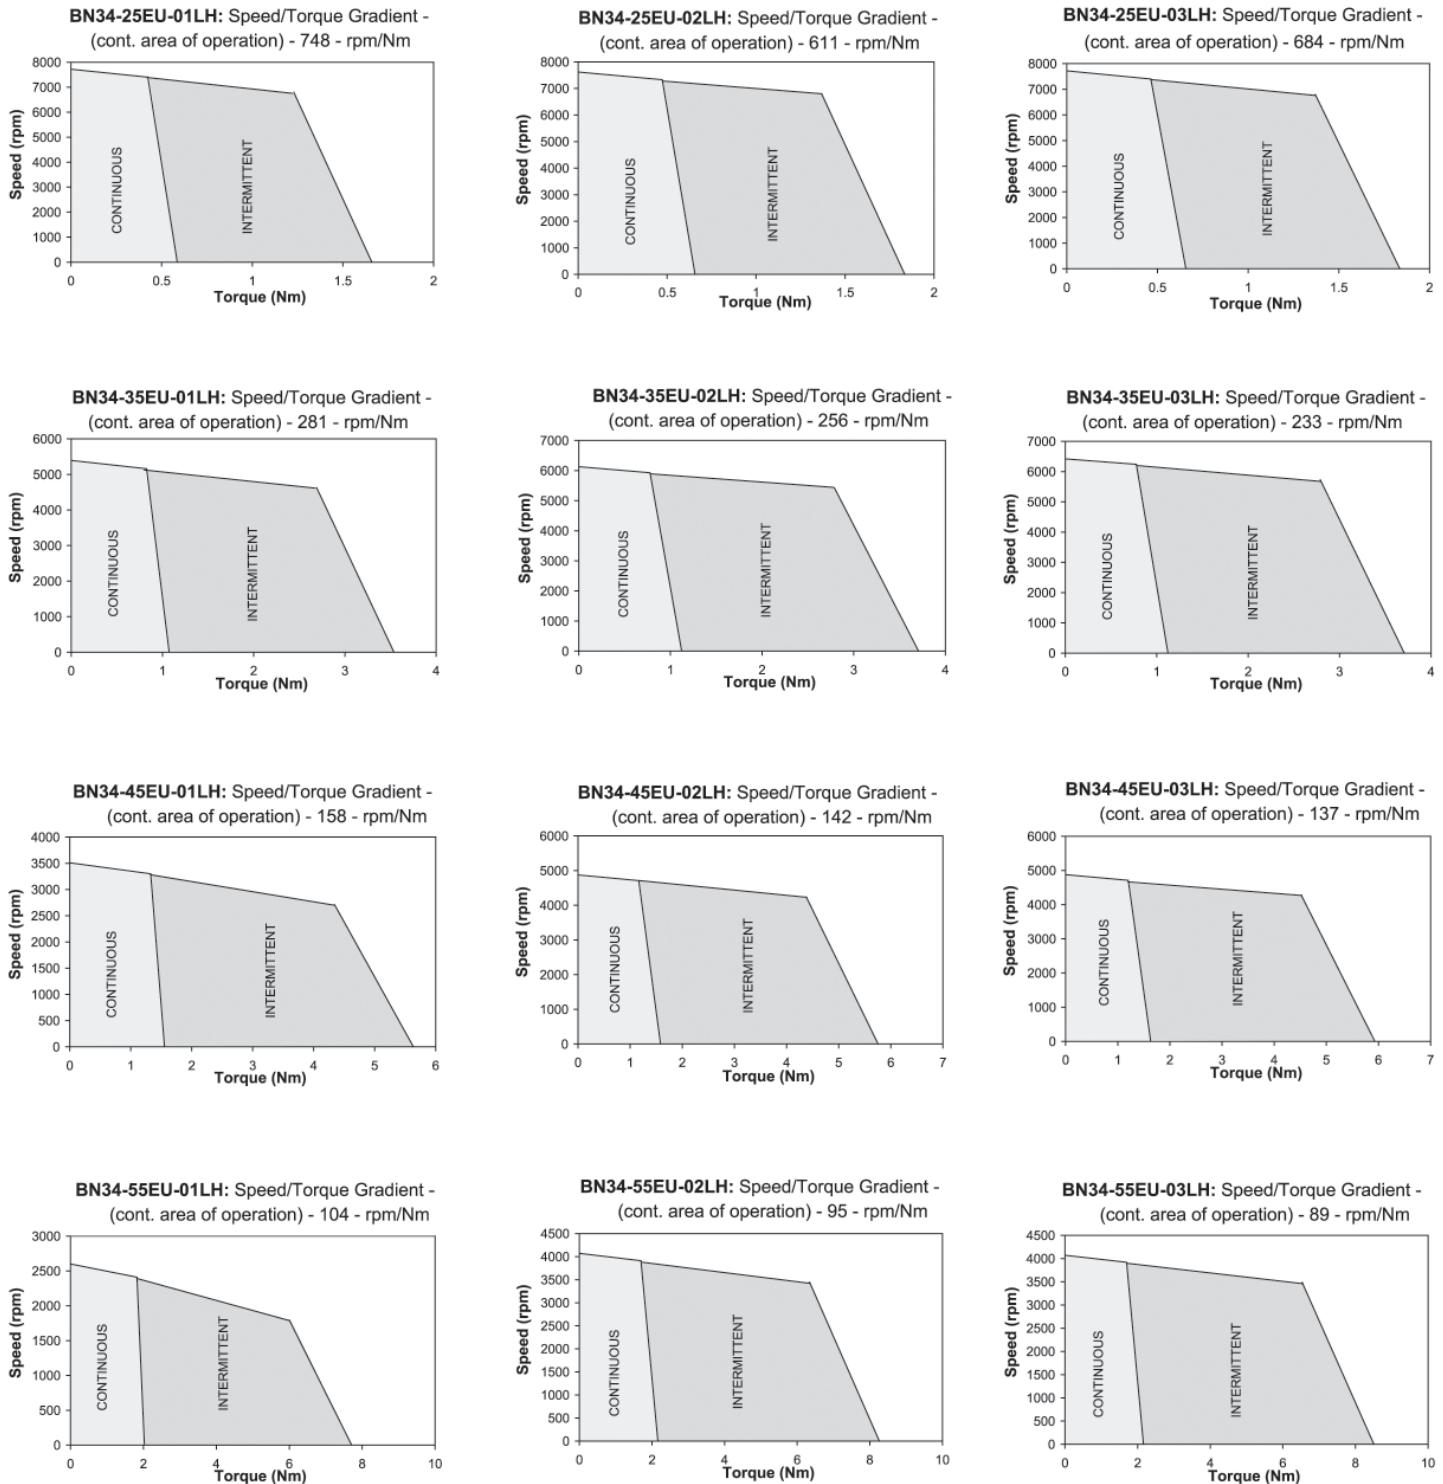 BN34-25EU-01LH: Speed/Torque Gradient -
(cont. area of operation) - 748 - rpm/Nm
8000
7000
6000
5000
4000
3000
2000
1000
0
Speed (rpm)
CONTINUOUS
INTERMITTENT
0 0.5 1 1.5 2
Torque (Nm)
BN34-25EU-02LH: Speed/Torque Gradient -
(cont. area of operation) - 611 - rpm/Nm
8000
7000
6000
5000
4000
3000
2000
1000
0
Speed (rpm)
CONTINUOUS
INTERMITTENT
0 0.5 1 1.5 2
Torque (Nm)
BN34-25EU-03LH: Speed/Torque Gradient -
(cont. area of operation) - 684 - rpm/Nm
8000
7000
6000
5000
4000
3000
2000
1000
0
Speed (rpm)
CONTINUOUS
INTERMITTENT
0 0.5 1 1.5 2
Torque (Nm)
BN34-35EU-01LH: Speed/Torque Gradient -
(cont. area of operation) - 281 - rpm/Nm
6000
5000
4000
3000
2000
1000
0
Speed (rpm)
CONTINUOUS
INTERMITTENT
0 1 2 3 4
Torque (Nm)
BN34-35EU-02LH: Speed/Torque Gradient -
(cont. area of operation) - 256 - rpm/Nm
7000
6000
5000
4000
3000
2000
1000
0
Speed (rpm)
CONTINUOUS
INTERMITTENT
0 1 2 3 4
Torque (Nm)
BN34-35EU-03LH: Speed/Torque Gradient -
(cont. area of operation) - 233 - rpm/Nm
7000
6000
5000
4000
3000
2000
1000
0
Speed (rpm)
CONTINUOUS
INTERMITTENT
0 1 2 3 4
Torque (Nm)
BN34-45EU-01LH: Speed/Torque Gradient -
(cont. area of operation) - 158 - rpm/Nm
4000
3500
3000
2500
2000
1500
1000
500
0
Speed (rpm)
CONTINUOUS
INTERMITTENT
0 1 2 3 4 5 6
Torque (Nm)
BN34-45EU-02LH: Speed/Torque Gradient -
(cont. area of operation) - 142 - rpm/Nm
6000
5000
4000
3000
2000
1000
0
Speed (rpm)
CONTINUOUS
INTERMITTENT
0 1 2 3 4 5 6 7
Torque (Nm)
BN34-45EU-03LH: Speed/Torque Gradient -
(cont. area of operation) - 137 - rpm/Nm
6000
5000
4000
3000
2000
1000
0
Speed (rpm)
CONTINUOUS
INTERMITTENT
0 1 2 3 4 5 6 7
Torque (Nm)
BN34-55EU-01LH: Speed/Torque Gradient -
(cont. area of operation) - 104 - rpm/Nm
3000
2500
2000
1500
1000
500
0
Speed (rpm)
CONTINUOUS
INTERMITTENT
0 2 4 6 8 10
Torque (Nm)
BN34-55EU-02LH: Speed/Torque Gradient -
(cont. area of operation) - 95 - rpm/Nm
4500
4000
3500
3000
2500
2000
1500
1000
500
0
Speed (rpm)
CONTINUOUS
INTERMITTENT
0 2 4 6 8 10
Torque (Nm)
BN34-55EU-03LH: Speed/Torque Gradient -
(cont. area of operation) - 89 - rpm/Nm
4500
4000
3500
3000
2500
2000
1500
1000
500
0
Speed (rpm)
CONTINUOUS
INTERMITTENT
0 2 4 6 8 10
Torque (Nm)